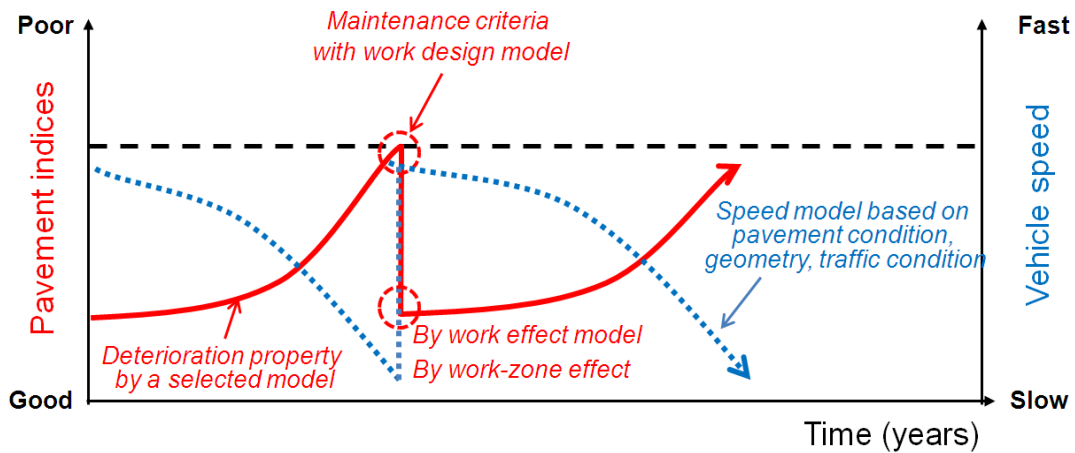 Poor
Maintenance criteria
with work design model
Fast
Pavement indices
Vehicle speed
Speed model based on
pavement condition,
geometry, traffic condition
By work effect model
Deterioration property
by a selected model
By work-zone effect
Good
Slow
Time (years)